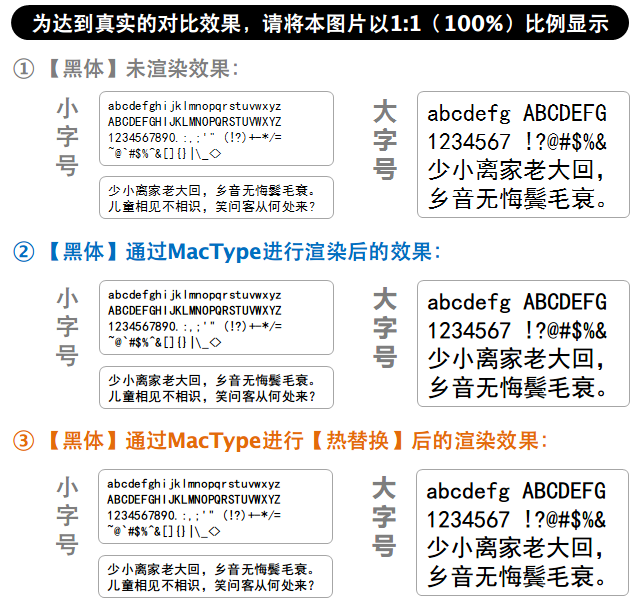 为达到真实的对比效果，请将本图片以1:1（100%）比例显示
① 【黑体】未渲染效果：
小字号
abcdefghijklmnopqrstuvwxyz
ABCDEFGHIJKLMNOPQRSTUVWXYZ
1234567890.:,;'" (!?)+-*/=
~@`#$%^&[]{}|\_<>
少小离家老大回，乡音无悔鬓毛衰。
儿童相见不相识，笑问客从何处来？
大字号
abcdefg ABCDEFG
1234567 !?@#$%&
少小离家老大回，
乡音无悔鬓毛衰。
② 【黑体】通过MacType进行渲染后的效果：
小字号
abcdefghijklmnopqrstuvwxyz
ABCDEFGHIJKLMNOPQRSTUVWXYZ
1234567890.:,;'" (!?)+-*/=
~@`#$%^&[]{}|\_<>
少小离家老大回，乡音无悔鬓毛衰。
儿童相见不相识，笑问客从何处来？
大字号
abcdefg ABCDEFG
1234567 !?@#$%&
少小离家老大回，
乡音无悔鬓毛衰。
③ 【黑体】通过MacType进行【热替换】后的渲染效果：
小字号
abcdefghijklmnopqrstuvwxyz
ABCDEFGHIJKLMNOPQRSTUVWXYZ
1234567890.:,;'" (!?)+-*/=
~@`#$%^&[]{}|\_<>
少小离家老大回，乡音无悔鬓毛衰。
儿童相见不相识，笑问客从何处来？
大字号
abcdefg ABCDEFG
1234567 !?@#$%&
少小离家老大回，
乡音无悔鬓毛衰。